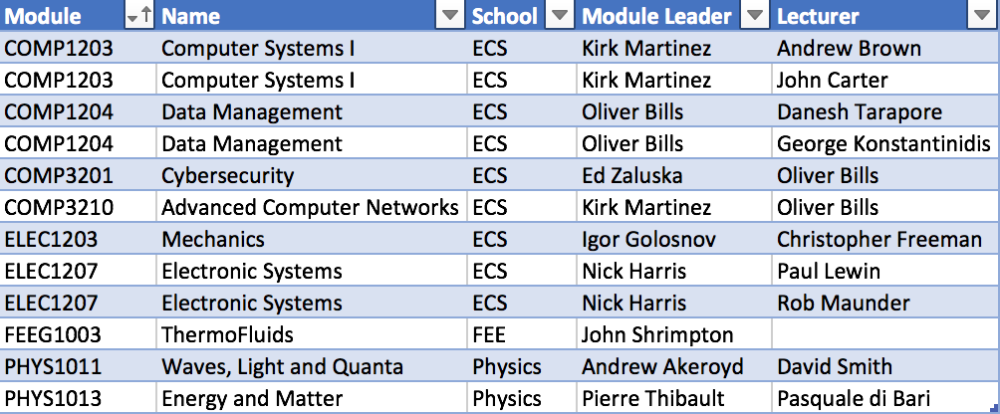 Module Name School Module Leader Lecturer
COMP1203 Computer Systems I ECS Kirk Martinez Andrew Brown
COMP1203 Computer Systems I ECS Kirk Martinez John Carter
COMP1204 Data Management ECS Oliver Bills Danesh Tarapore
COMP1204 Data Management ECS Oliver Bills George Konstantinidis
COMP3201 Cybersecurity ECS Ed Zaluska Oliver Bills
COMP3210 Advanced Computer Networks ECS Kirk Martinez Oliver Bills
ELEC1203 Mechanics ECS Igor Golosnov Christopher Freeman
ELEC1207 Electronic Systems ECS Nick Harris Paul Lewin
ELEC1207 Electronic Systems ECS Nick Harris Rob Maunder
FEEG1003 ThermoFluids FEE John Shrimpton
PHYS1011 Waves, Light and Quanta Physics Andrew Akeroyd David Smith
PHYS1013 Energy and Matter Physics Pierre Thibault Pasquale di Bari